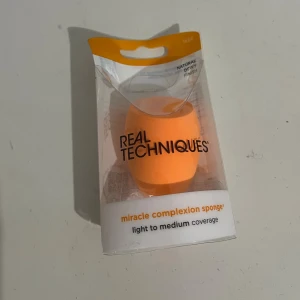 REAL
TECHNIQUES®
miracle complexion sponge®
light to medium coverage